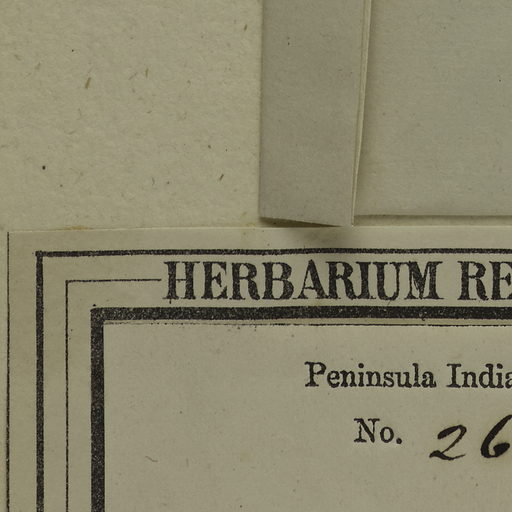 HERBARIUM RE
Peninsula India
No. 26